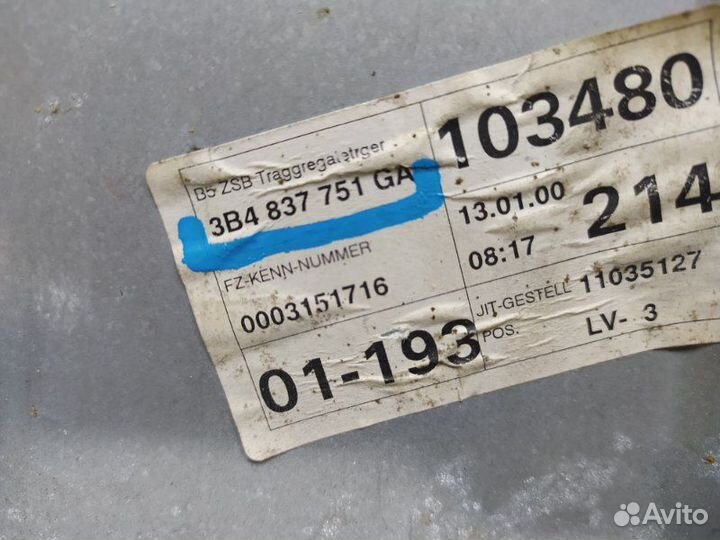 B5 ZSB Traggregatetrger
3B4 837 751 GA
FZ-KENN-NUMMER
0003151716
01-193
103480
13.01.00
08:17
214
JIT-GESTELL 11035127
POS. LV- 3
Avito